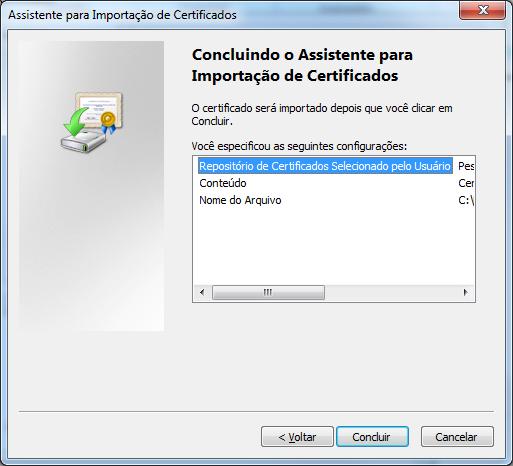 Assistente para Importação de Certificados
Concluindo o Assistente para
Importação de Certificados
O certificado será importado depois que você clicar em
Concluir.
Você especificou as seguintes configurações:
Repositório de Certificados Selecionado pelo Usuário Pes
Conteúdo Cer
Nome do Arquivo C:\
< Voltar Concluir Cancelar